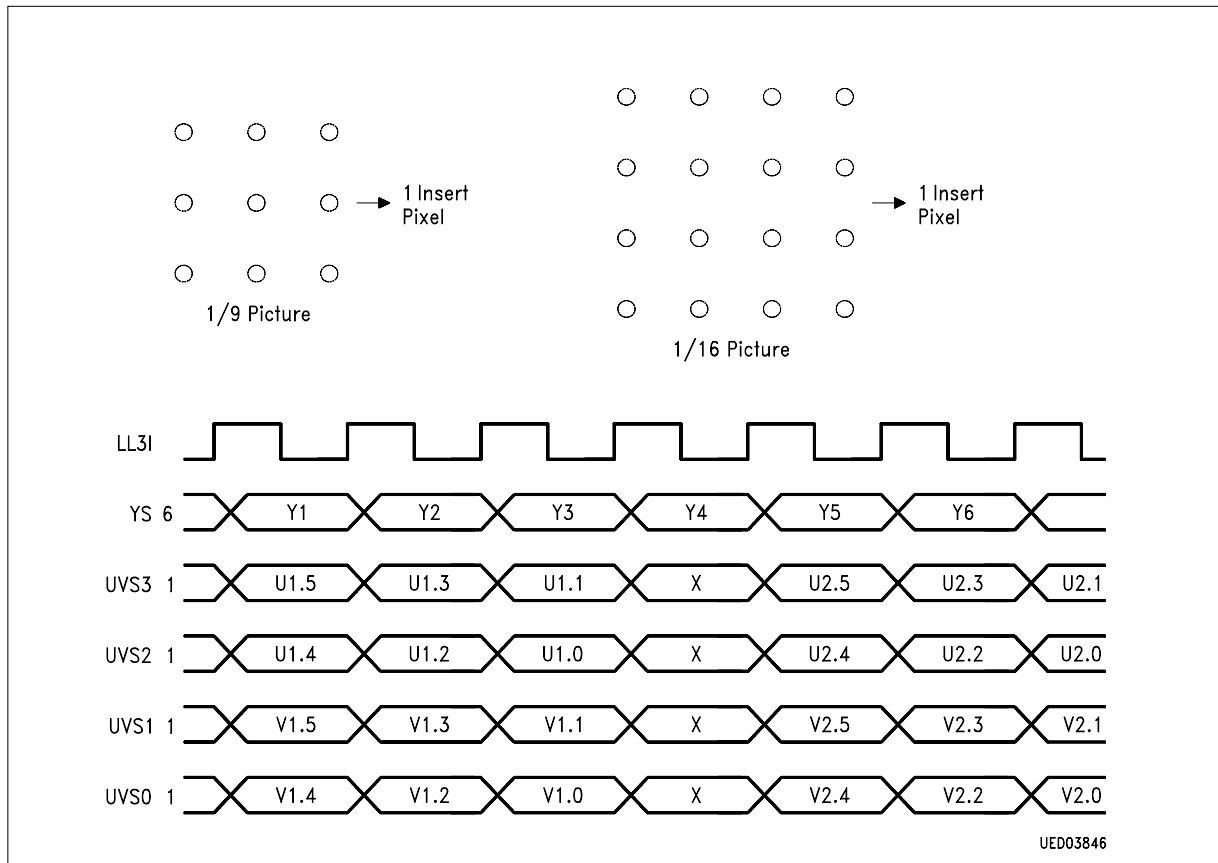 1 Insert
Pixel
1/9 Picture
1 Insert
Pixel
1/16 Picture
LL3I
YS 6 Y1 Y2 Y3 Y4 Y5 Y6
UVS3 1 U1.5 U1.3 U1.1 X U2.5 U2.3 U2.1
UVS2 1 U1.4 U1.2 U1.0 X U2.4 U2.2 U2.0
UVS1 1 V1.5 V1.3 V1.1 X V2.5 V2.3 V2.1
UVS0 1 V1.4 V1.2 V1.0 X V2.4 V2.2 V2.0
UED03846